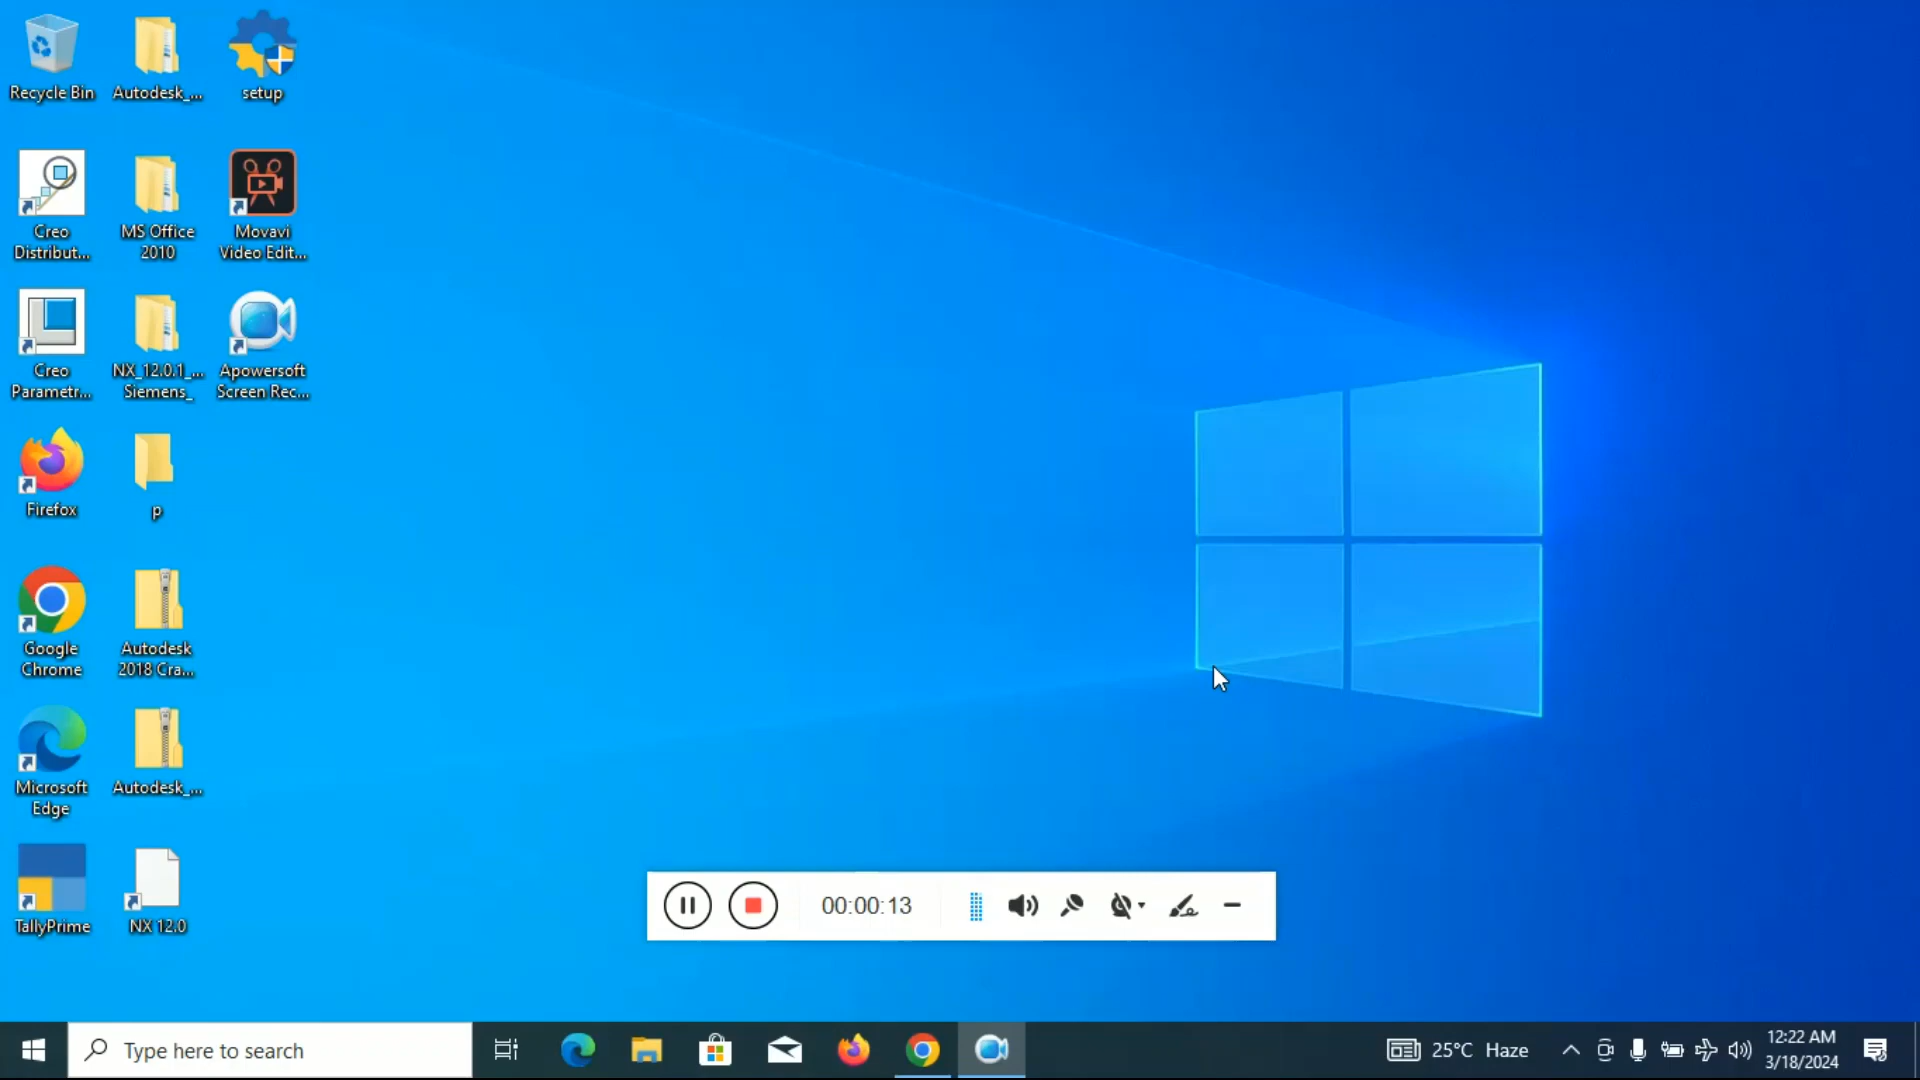 Recycle Bin
Autodesk_...
setup
Creo
Distribut...
MS Office
2010
Movavi
Video Edit...
Creo
Parametr...
NX_12.0.1_...
Siemens_
Apowersoft
Screen Rec...
Firefox
p
Google
Chrome
Autodesk
2018 Cra...
Microsoft
Edge
Autodesk_...
TallyPrime
NX 12.0
00:00:13
Type here to search
25°C Haze
12:22 AM
3/18/2024